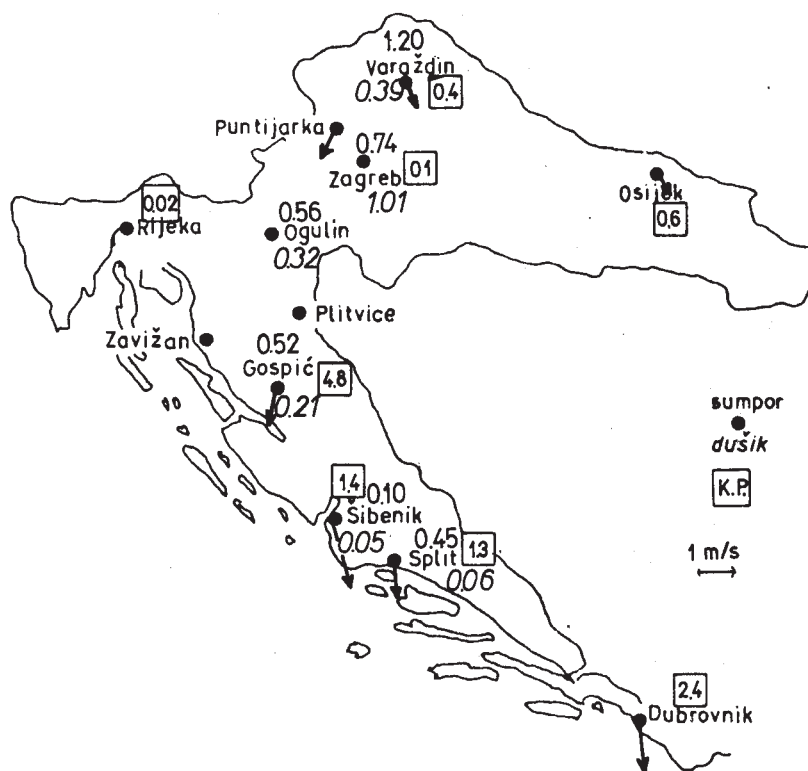 1.20
Varaždin
0.39 0.4
Puntijarka
0.74
Zagreb 01
1.01
Osijek
0.6
0.02
Rijeka
0.56
Ogulin
0.32
Plitvice
Zavižan
0.52
Gospić 4.8
0.21
sumpor
dušik
K.P.
1 m/s
1.4
0.10
Šibenik
0.05
0.45
Split 1.3
0.06
2.4
Dubrovnik